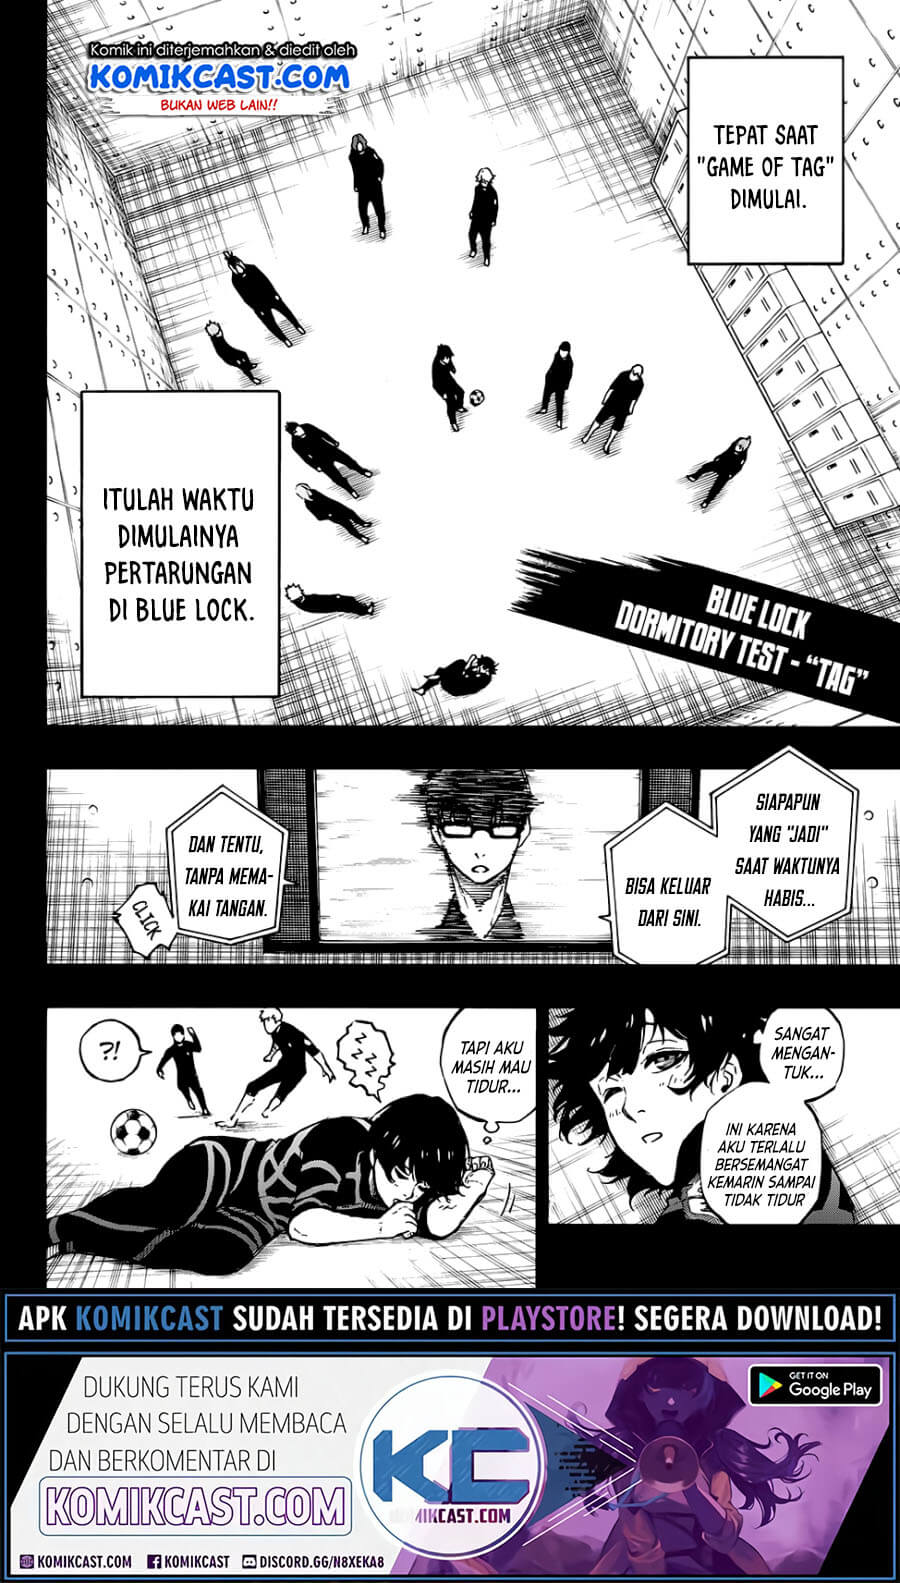 Komik ini diterjemahkan & diedit oleh
KOMIKCAST.COM
BUKAN WEB LAIN!!
TEPAT SAAT
"GAME OF TAG"
DIMULAI.
ITULAH WAKTU
DIMULAINYA
PERTARUNGAN
DI BLUE LOCK.
BLUE LOCK
DORMITORY TEST - “TAG”
SIAPAPUN
YANG "JADI"
SAAT WAKTUNYA
HABIS...
BISA KELUAR
DARI SINI.
DAN TENTU,
TANPA MEMA-
KAI TANGAN.
CLICK
SANGAT
MENGAN-
TUK...
INI KARENA
AKU TERLALU
BERSEMANGAT
KEMARIN SAMPAI
TIDAK TIDUR
TAPI AKU
MASIH MAU
TIDUR...
ZZZZ
?!
APK KOMIKCAST SUDAH TERSEDIA DI PLAYSTORE! SEGERA DOWNLOAD!
DUKUNG TERUS KAMI
DENGAN SELALU MEMBACA
DAN BERKOMENTAR DI
KOMIKCAST.COM
KOMIKCAST.COM KOMIKCAST DISCORD.GG/N8XEKA8
KC
KOMIKCAST.COM
GET IT ON
Google Play